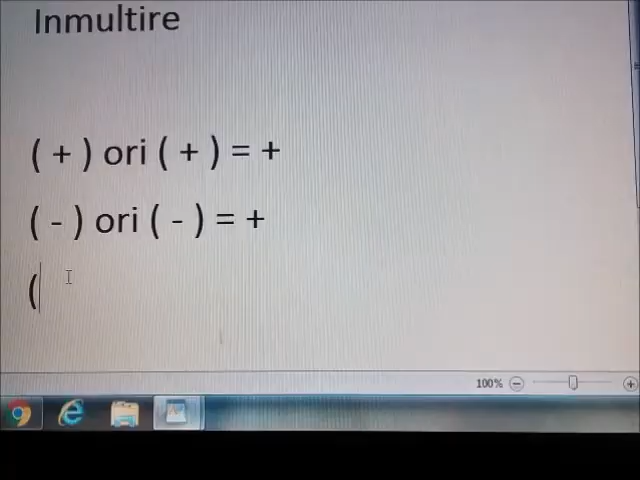 Inmultire
( + ) ori ( + ) = +
( - ) ori ( - ) = +
(
100%